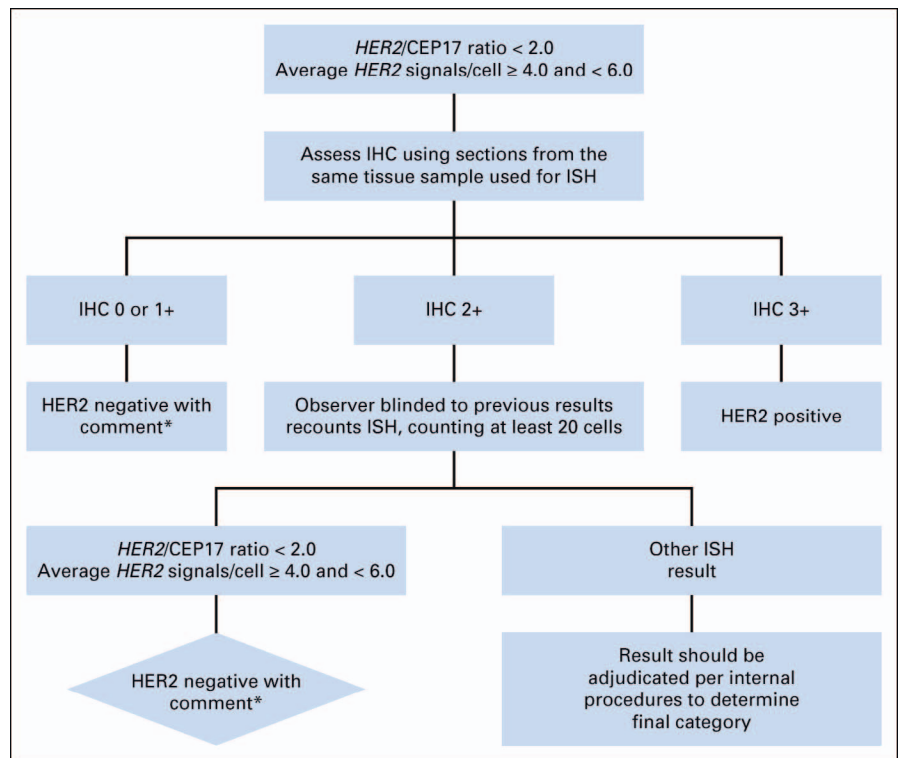 HER2/CEP17 ratio < 2.0
Average HER2 signals/cell ≥ 4.0 and < 6.0
Assess IHC using sections from the
same tissue sample used for ISH
IHC 0 or 1+
IHC 2+
IHC 3+
HER2 negative with
comment*
Observer blinded to previous results
recounts ISH, counting at least 20 cells
HER2 positive
HER2/CEP17 ratio < 2.0
Average HER2 signals/cell ≥ 4.0 and < 6.0
Other ISH
result
HER2 negative with
comment*
Result should be
adjudicated per internal
procedures to determine
final category